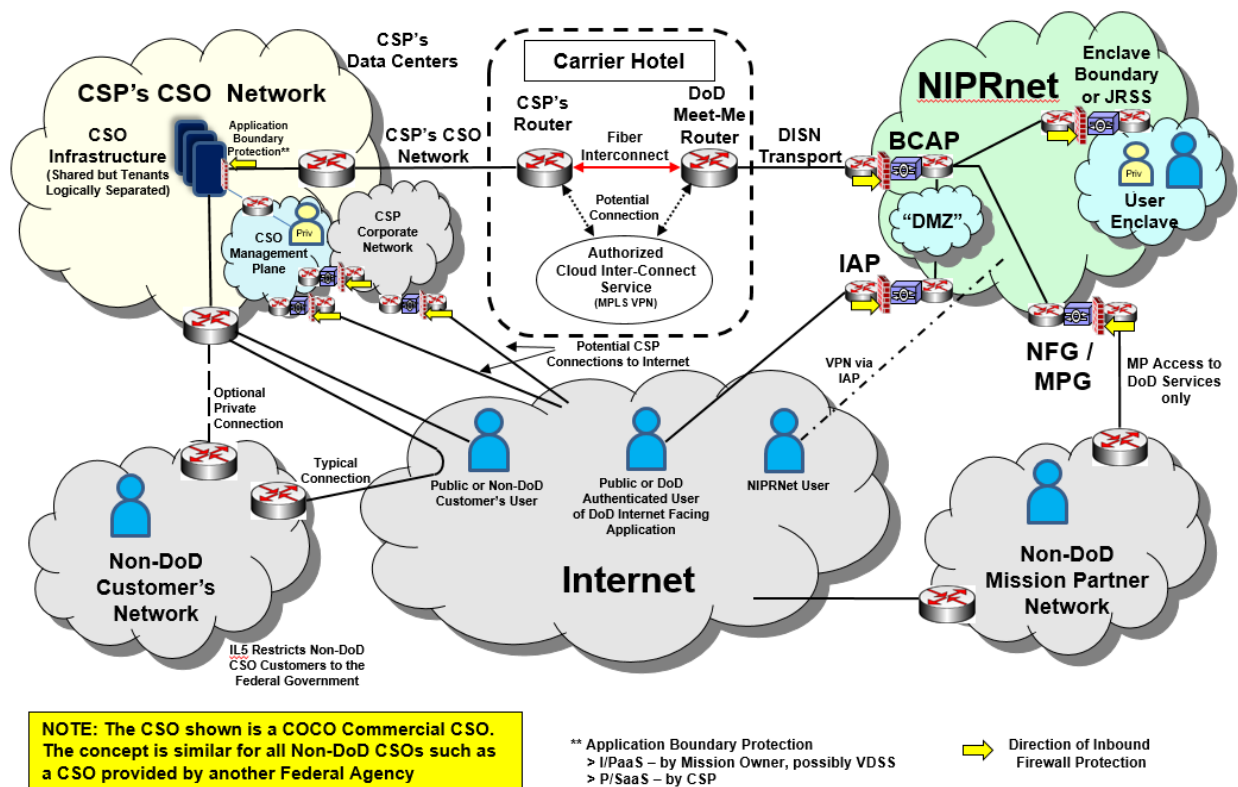 CSP's
Data Centers
CSP's CSO Network
CSO
Infrastructure
(Shared but Tenants
Logically Separated)
Application
Boundary
Protection**
CSP's CSO
Network
Priv
CSO
Management
Plane
CSP
Corporate
Network
Carrier Hotel
CSP's
Router
DoD
Meet-Me
Router
Fiber
Interconnect
Potential
Connection
Authorized
Cloud Inter-Connect
Service
(MPLS VPN)
DISN
Transport
NIPRnet
Enclave
Boundary
or JRSS
BCAP
"DMZ"
Priv
User
Enclave
IAP
NFG /
MPG
VPN via
IAP
MP Access to
DoD Services
only
Potential CSP
Connections to Internet
Optional
Private
Connection
Typical
Connection
Public or Non-DoD
Customer's User
Public or DoD
Authenticated User
of DoD Internet Facing
Application
NIPRNet User
Internet
Non-DoD
Customer's
Network
Non-DoD
Mission Partner
Network
IL5 Restricts Non-DoD
CSO Customers to the
Federal Government
NOTE: The CSO shown is a COCO Commercial CSO.
The concept is similar for all Non-DoD CSOs such as
a CSO provided by another Federal Agency
** Application Boundary Protection
> I/PaaS – by Mission Owner, possibly VDSS
> P/SaaS – by CSP
Direction of Inbound
Firewall Protection